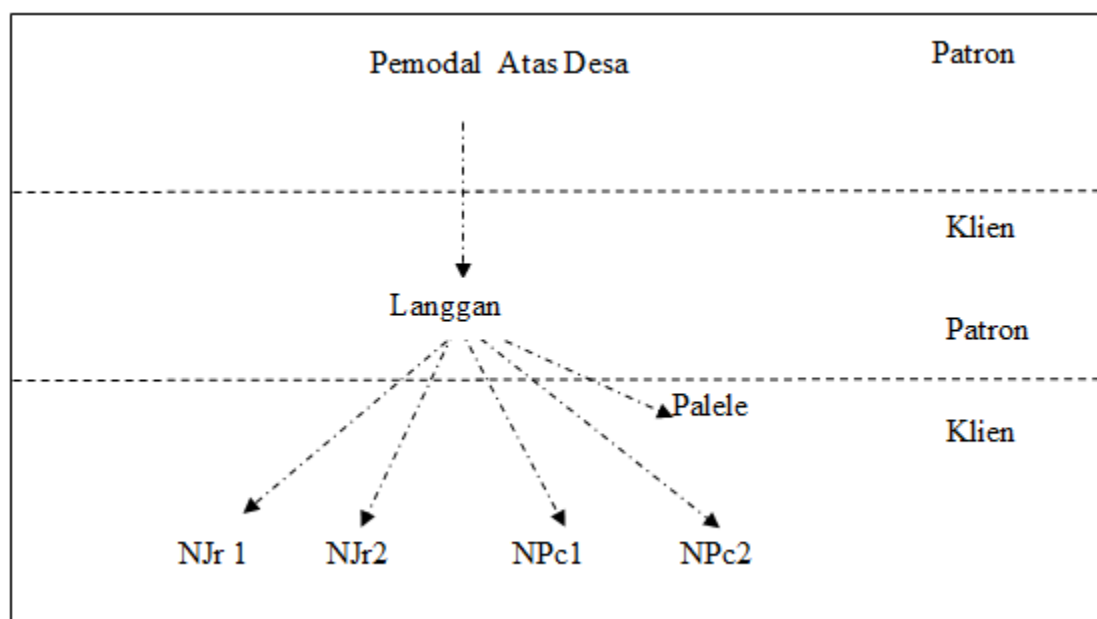 Patron
Pemodal Atas Desa
Klien
Langgan
Patron
Palele
Klien
NJr 1
NJr2
NPc1
NPc2